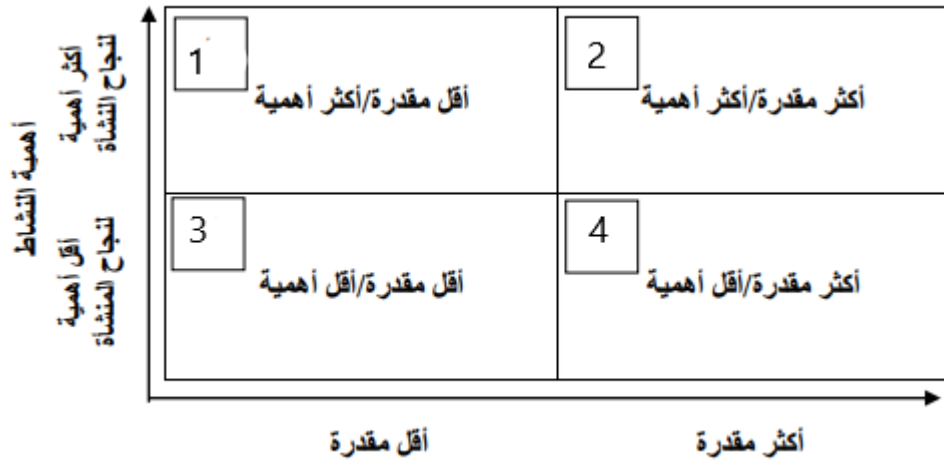 أهمية النشاط
أكثر أهمية
لنجاح المنشأة
1
أقل مقدرة/أكثر أهمية
2
أكثر مقدرة/أكثر أهمية
أقل أهمية
لنجاح المنشأة
3
أقل مقدرة/أقل أهمية
4
أكثر مقدرة/أقل أهمية
أقل مقدرة
أكثر مقدرة